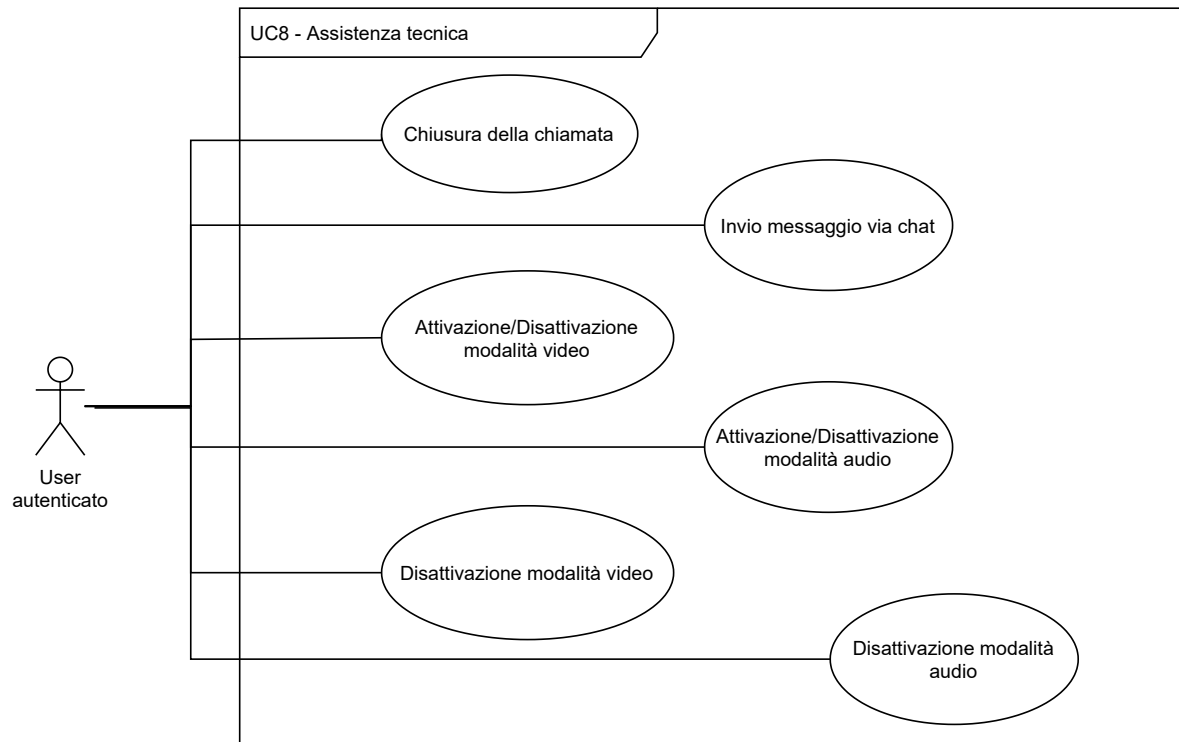 UC8 - Assistenza tecnica
Chiusura della chiamata
Invio messaggio via chat
Attivazione/Disattivazione
modalità video
Attivazione/Disattivazione
modalità audio
User
autenticato
Disattivazione modalità video
Disattivazione modalità
audio